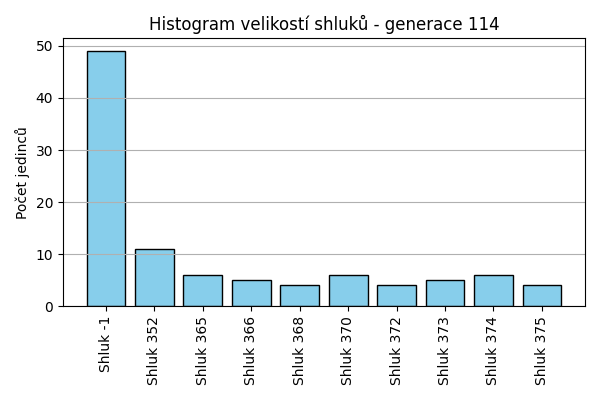 Histogram velikostí shluků - generace 114
Počet jedinců
50
40
30
20
10
0
Shluk -1
Shluk 352
Shluk 365
Shluk 366
Shluk 368
Shluk 370
Shluk 372
Shluk 373
Shluk 374
Shluk 375